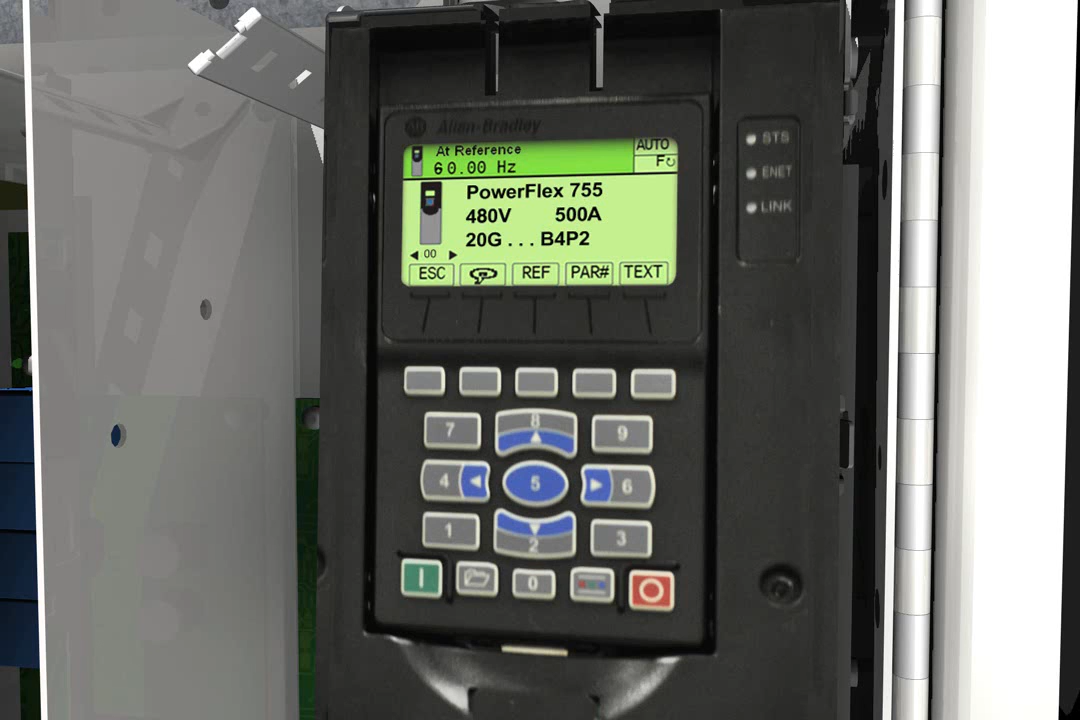 Allen-Bradley
At Reference
60.00 Hz
AUTO
F
PowerFlex 755
480V 500A
20G . . . B4P2
00
ESC
REF
PAR#
TEXT
STS
ENET
LINK
7
8
9
4
5
6
1
2
3
0